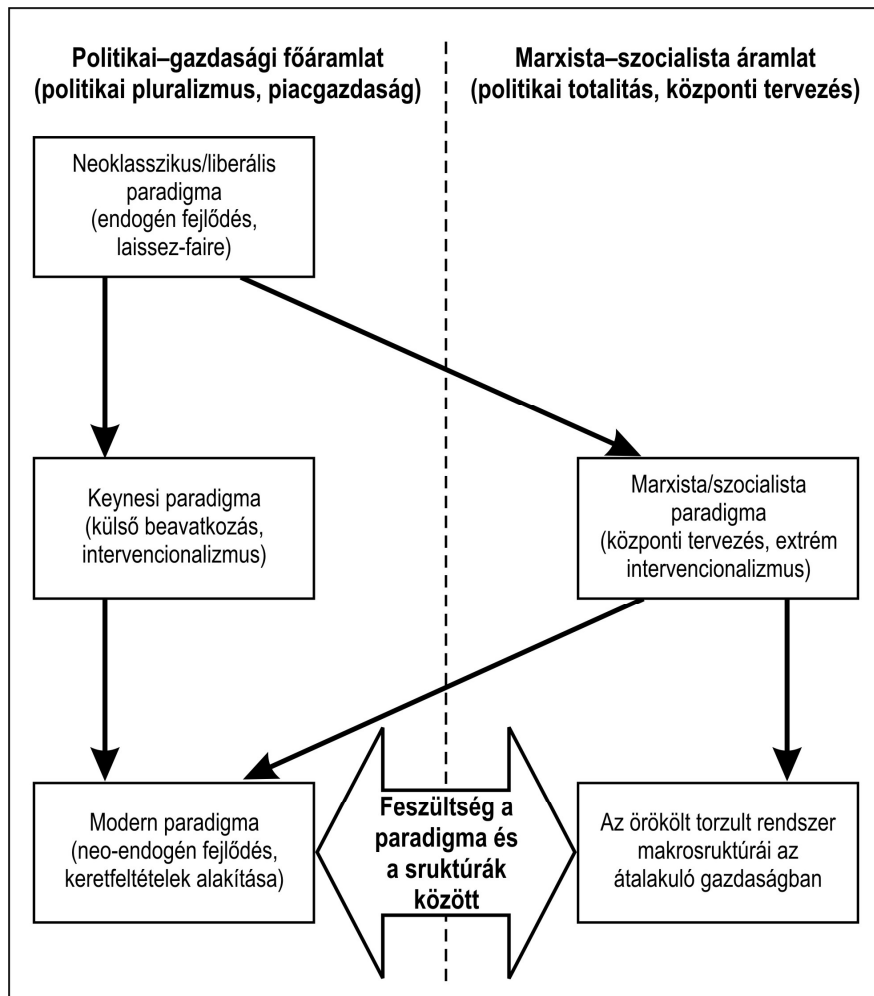 Politikai–gazdasági főáramlat
(politikai pluralizmus, piacgazdaság)
Marxista–szocialista áramlat
(politikai totalitás, központi tervezés)
Neoklasszikus/liberális
paradigma
(endogén fejlődés,
laissez-faire)
Keynesi paradigma
(külső beavatkozás,
intervencionalizmus)
Marxista/szocialista
paradigma
(központi tervezés, extrém
intervencionalizmus)
Modern paradigma
(neo-endogén fejlődés,
keretfeltételek alakítása)
Feszültség a
paradigma és
a sruktúrák
között
Az örökölt torzult rendszer
makrosruktúrái az
átalakuló gazdaságban